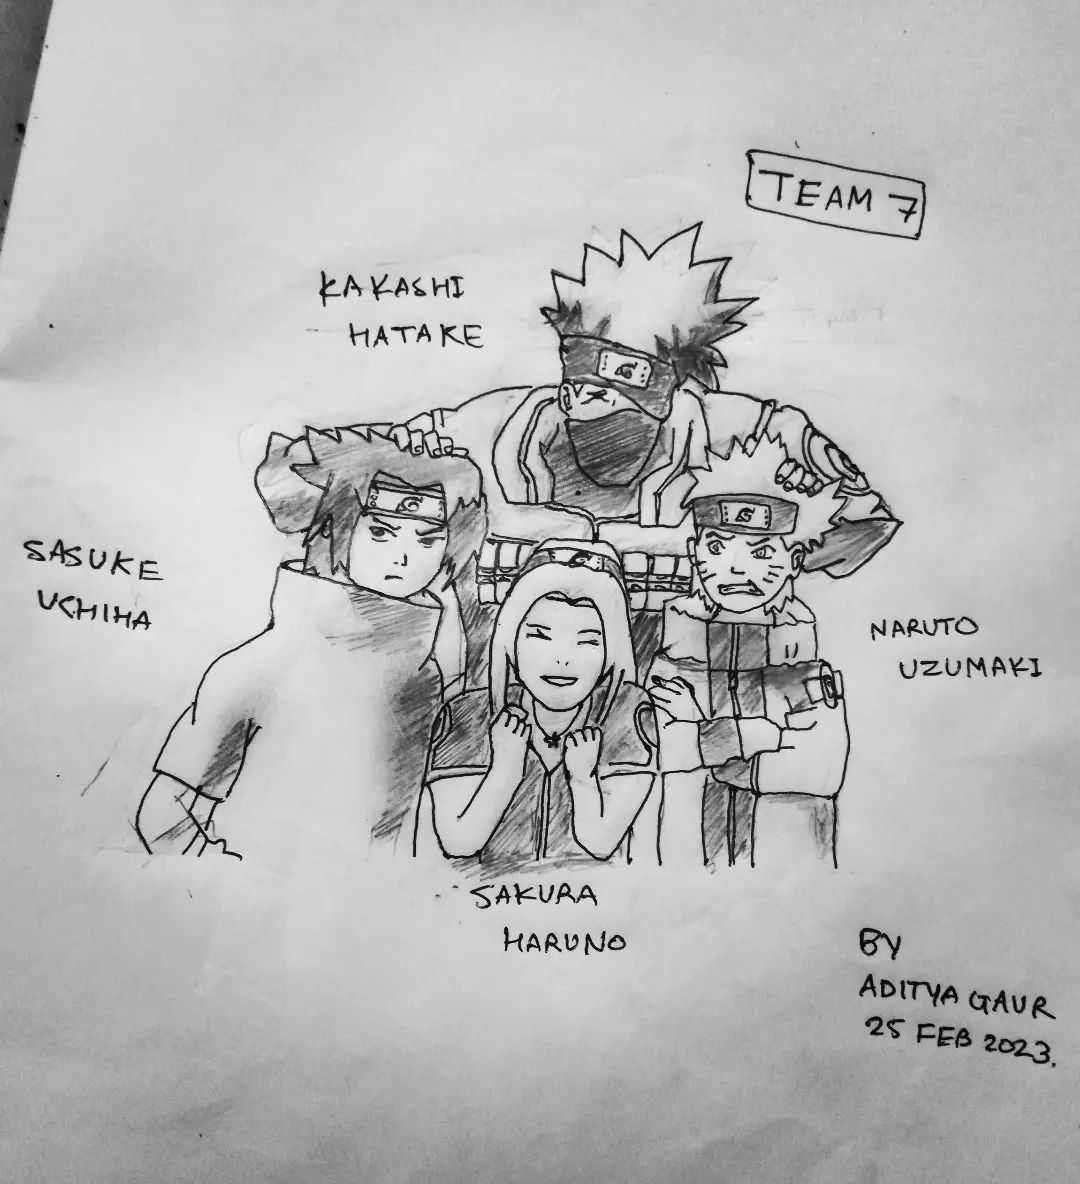 TEAM 7
KAKASHI
HATAKE
SASUKE
UCHIHA
NARUTO
UZUMAKI
SAKURA
HARUNO
BY
ADITYA GAUR
25 FEB 2023.